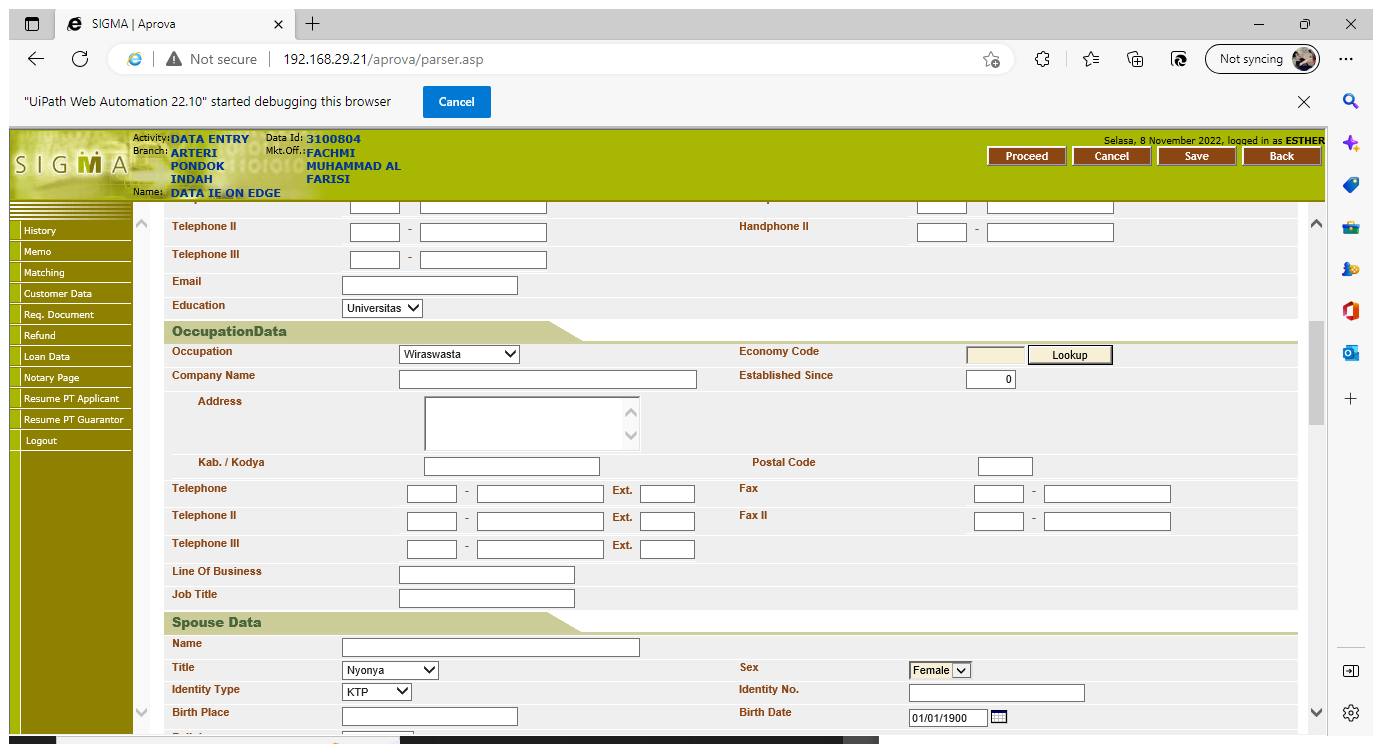 SIGMA | Aprova
Not secure 192.168.29.21/aprova/parser.asp Not syncing
"UiPath Web Automation 22.10" started debugging this browser Cancel
SIGMA
Activity: DATA ENTRY Data Id: 3100804
Branch: ARTERI PONDOK INDAH Mkt.Off.: FACHMI MUHAMMAD AL FARISI
Name: DATA IE ON EDGE
Selasa, 8 November 2022, logged in as ESTHER
Proceed Cancel Save Back
History
Memo
Matching
Customer Data
Req. Document
Refund
Loan Data
Notary Page
Resume PT Applicant
Resume PT Guarantor
Logout
Telephone II - Handphone II -
Telephone III -
Email
Education Universitas
OccupationData
Occupation Wiraswasta Economy Code Lookup
Company Name Established Since 0
Address
Kab. / Kodya Postal Code
Telephone - Ext. Fax -
Telephone II - Ext. Fax II -
Telephone III - Ext.
Line Of Business
Job Title
Spouse Data
Name
Title Nyonya Sex Female
Identity Type KTP Identity No.
Birth Place Birth Date 01/01/1900